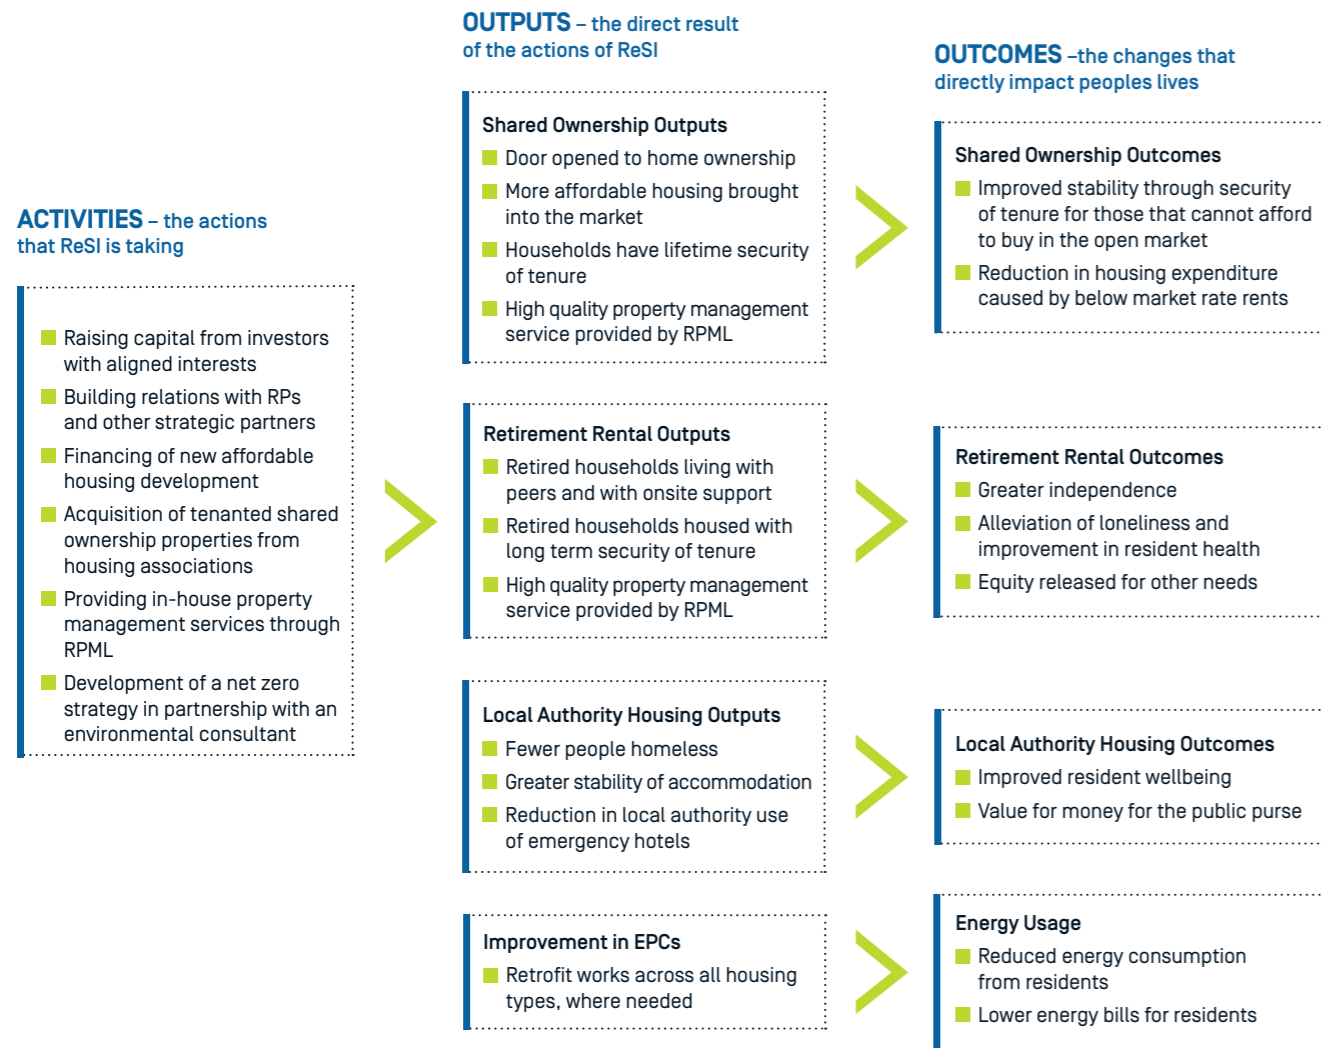 ACTIVITIES – the actions
that ReSI is taking
Raising capital from investors
with aligned interests
Building relations with RPs
and other strategic partners
Financing of new affordable
housing development
Acquisition of tenanted shared
ownership properties from
housing associations
Providing in-house property
management services through
RPML
Development of a net zero
strategy in partnership with an
environmental consultant
OUTPUTS – the direct result
of the actions of ReSI
Shared Ownership Outputs
Door opened to home ownership
More affordable housing brought
into the market
Households have lifetime security
of tenure
High quality property management
service provided by RPML
Retirement Rental Outputs
Retired households living with
peers and with onsite support
Retired households housed with
long term security of tenure
High quality property management
service provided by RPML
Local Authority Housing Outputs
Fewer people homeless
Greater stability of accommodation
Reduction in local authority use
of emergency hotels
Improvement in EPCs
Retrofit works across all housing
types, where needed
OUTCOMES –the changes that
directly impact peoples lives
Shared Ownership Outcomes
Improved stability through security
of tenure for those that cannot afford
to buy in the open market
Reduction in housing expenditure
caused by below market rate rents
Retirement Rental Outcomes
Greater independence
Alleviation of loneliness and
improvement in resident health
Equity released for other needs
Local Authority Housing Outcomes
Improved resident wellbeing
Value for money for the public purse
Energy Usage
Reduced energy consumption
from residents
Lower energy bills for residents